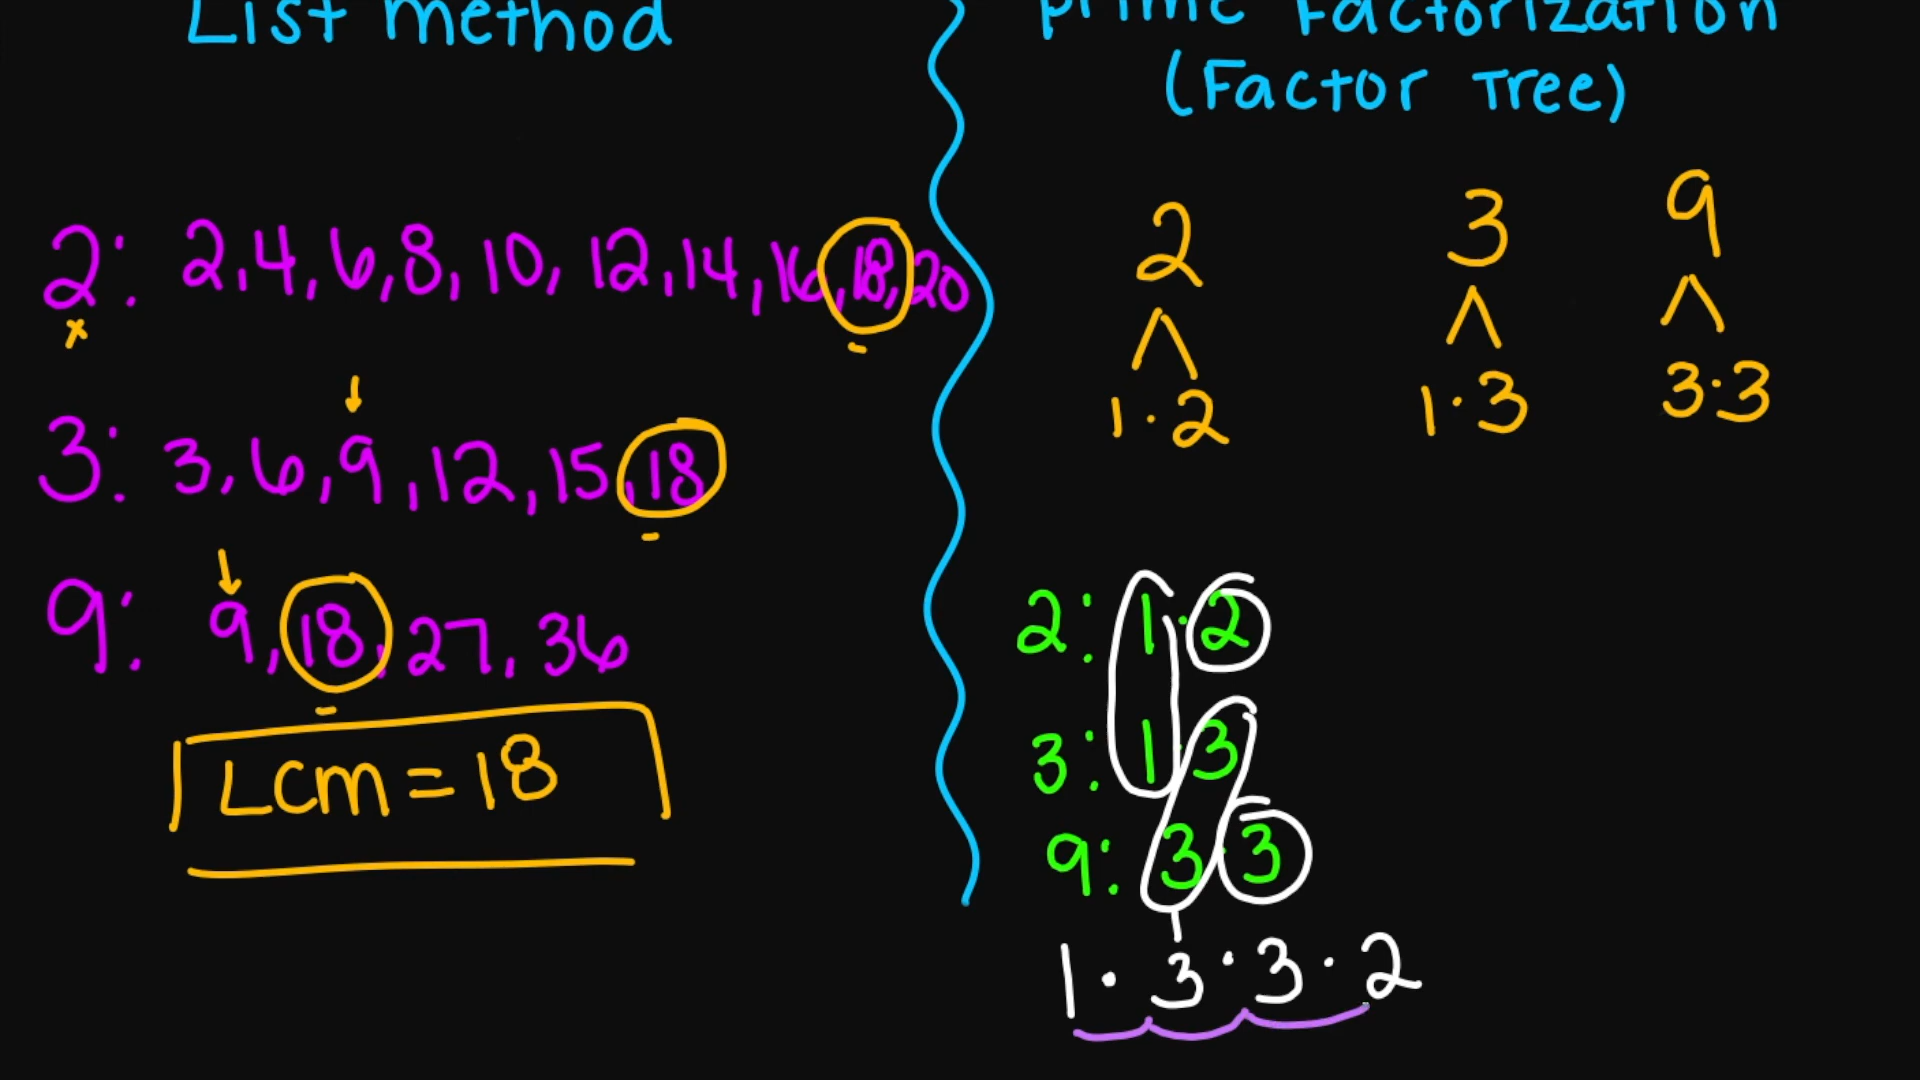 List method
2: 2,4,6,8,10,12,14,16,18,20
x
3: 3,6,9,12,15,18
9: 9,18,27,36
LCM = 18
prime Factorization
(Factor Tree)
2 3 9
1·2 1·3 3·3
2: 1·2
3: 1·3
9: 3·3
1·3·3·2